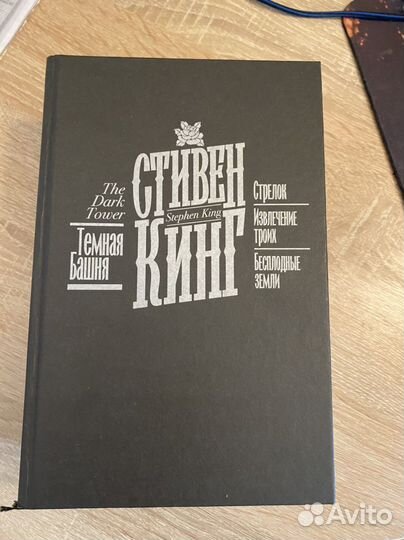 The
Dark
Tower
Темная
Башня
СТИВЕН
Stephen King
КИНГ
Стрелок
Извлечение
троих
Бесплодные
земли
Avito